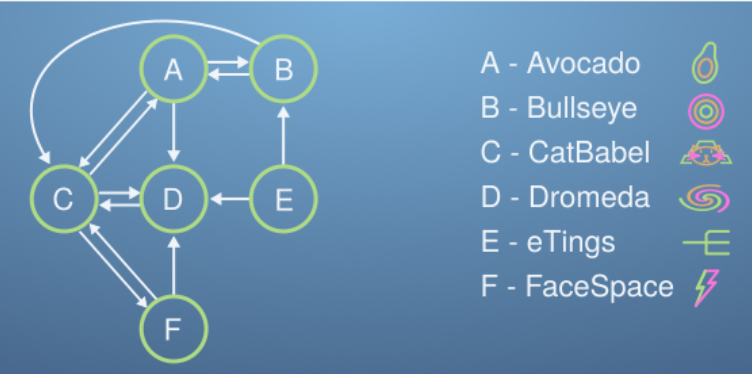 A
B
C
D
E
F
A - Avocado
B - Bullseye
C - CatBabel
D - Dromeda
E - eTings
F - FaceSpace